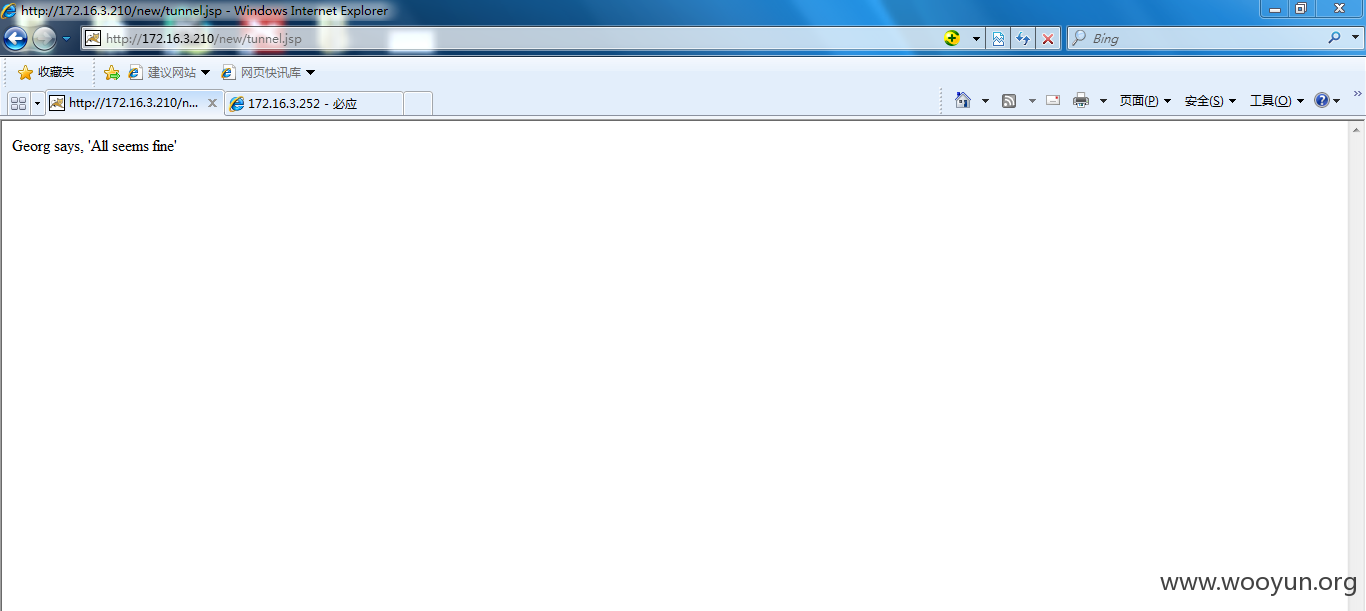 http://172.16.3.210/new/tunnel.jsp - Windows Internet Explorer
http://172.16.3.210/new/tunnel.jsp
Bing
收藏夹
建议网站
网页快讯库
http://172.16.3.210/n...
172.16.3.252 - 必应
页面(P)
安全(S)
工具(O)
Georg says, 'All seems fine'
www.wooyun.org